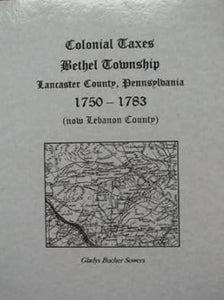 Colonial Taxes
Bethel Township
Lancaster County, Pennsylvania
1750 – 1783
(now Lebanon County)
Gladys Bucher Sowers